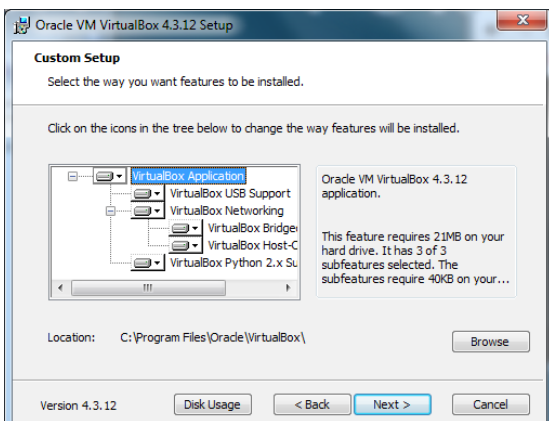 Oracle VM VirtualBox 4.3.12 Setup
Custom Setup
Select the way you want features to be installed.
Click on the icons in the tree below to change the way features will be installed.
VirtualBox Application
VirtualBox USB Support
VirtualBox Networking
VirtualBox Bridge
VirtualBox Host-C
VirtualBox Python 2.x Su
Oracle VM VirtualBox 4.3.12
application.
This feature requires 21MB on your
hard drive. It has 3 of 3
subfeatures selected. The
subfeatures require 40KB on your...
Location: C:\Program Files\Oracle\VirtualBox\
Browse
Version 4.3.12
Disk Usage
< Back
Next >
Cancel